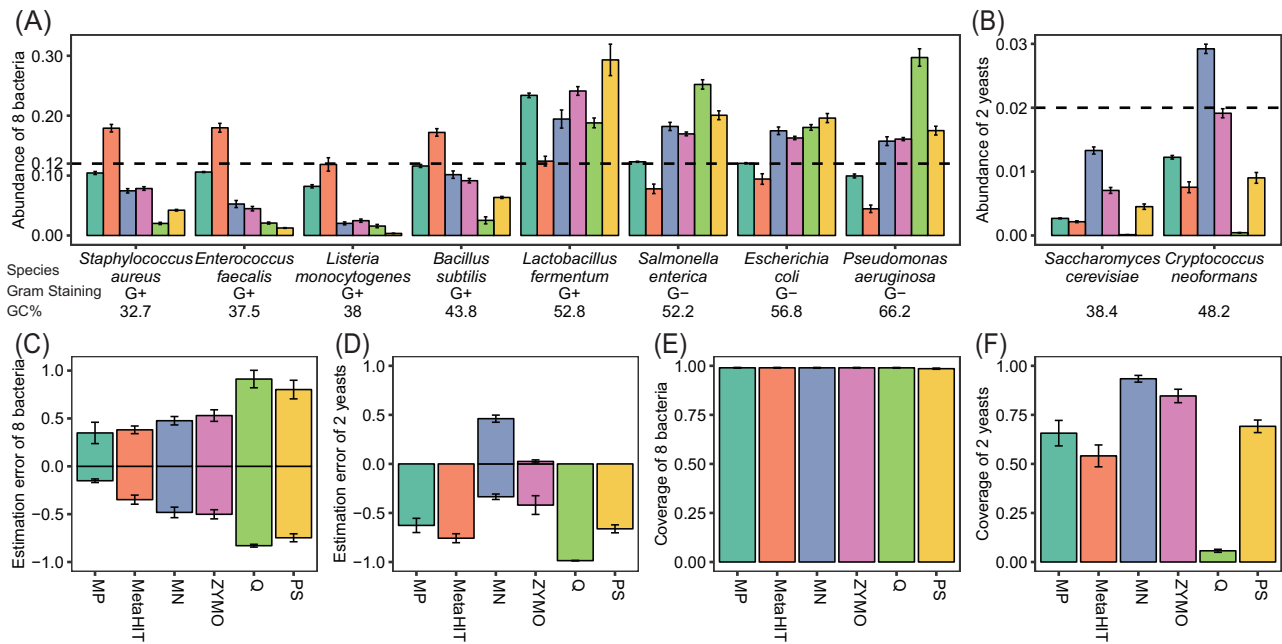 (A)
Abundance of 8 bacteria
0.30
0.20
0.12
0.10
0.00
Species
Staphylococcus aureus
Enterococcus faecalis
Listeria monocytogenes
Bacillus subtilis
Lactobacillus fermentum
Salmonella enterica
Escherichia coli
Pseudomonas aeruginosa
Gram Staining
G+ G+ G+ G+ G+ G− G− G−
GC%
32.7 37.5 38 43.8 52.8 52.2 56.8 66.2
(B)
Abundance of 2 yeasts
0.03
0.02
0.01
0.00
Saccharomyces cerevisiae
Cryptococcus neoformans
38.4 48.2
(C)
Estimation error of 8 bacteria
1.0
0.5
0.0
−0.5
−1.0
MP MetaHIT MN ZYMO Q PS
(D)
Estimation error of 2 yeasts
1.0
0.5
0.0
−0.5
−1.0
MP MetaHIT MN ZYMO Q PS
(E)
Coverage of 8 bacteria
1.00
0.75
0.50
0.25
0.00
MP MetaHIT MN ZYMO Q PS
(F)
Coverage of 2 yeasts
1.00
0.75
0.50
0.25
0.00
MP MetaHIT MN ZYMO Q PS